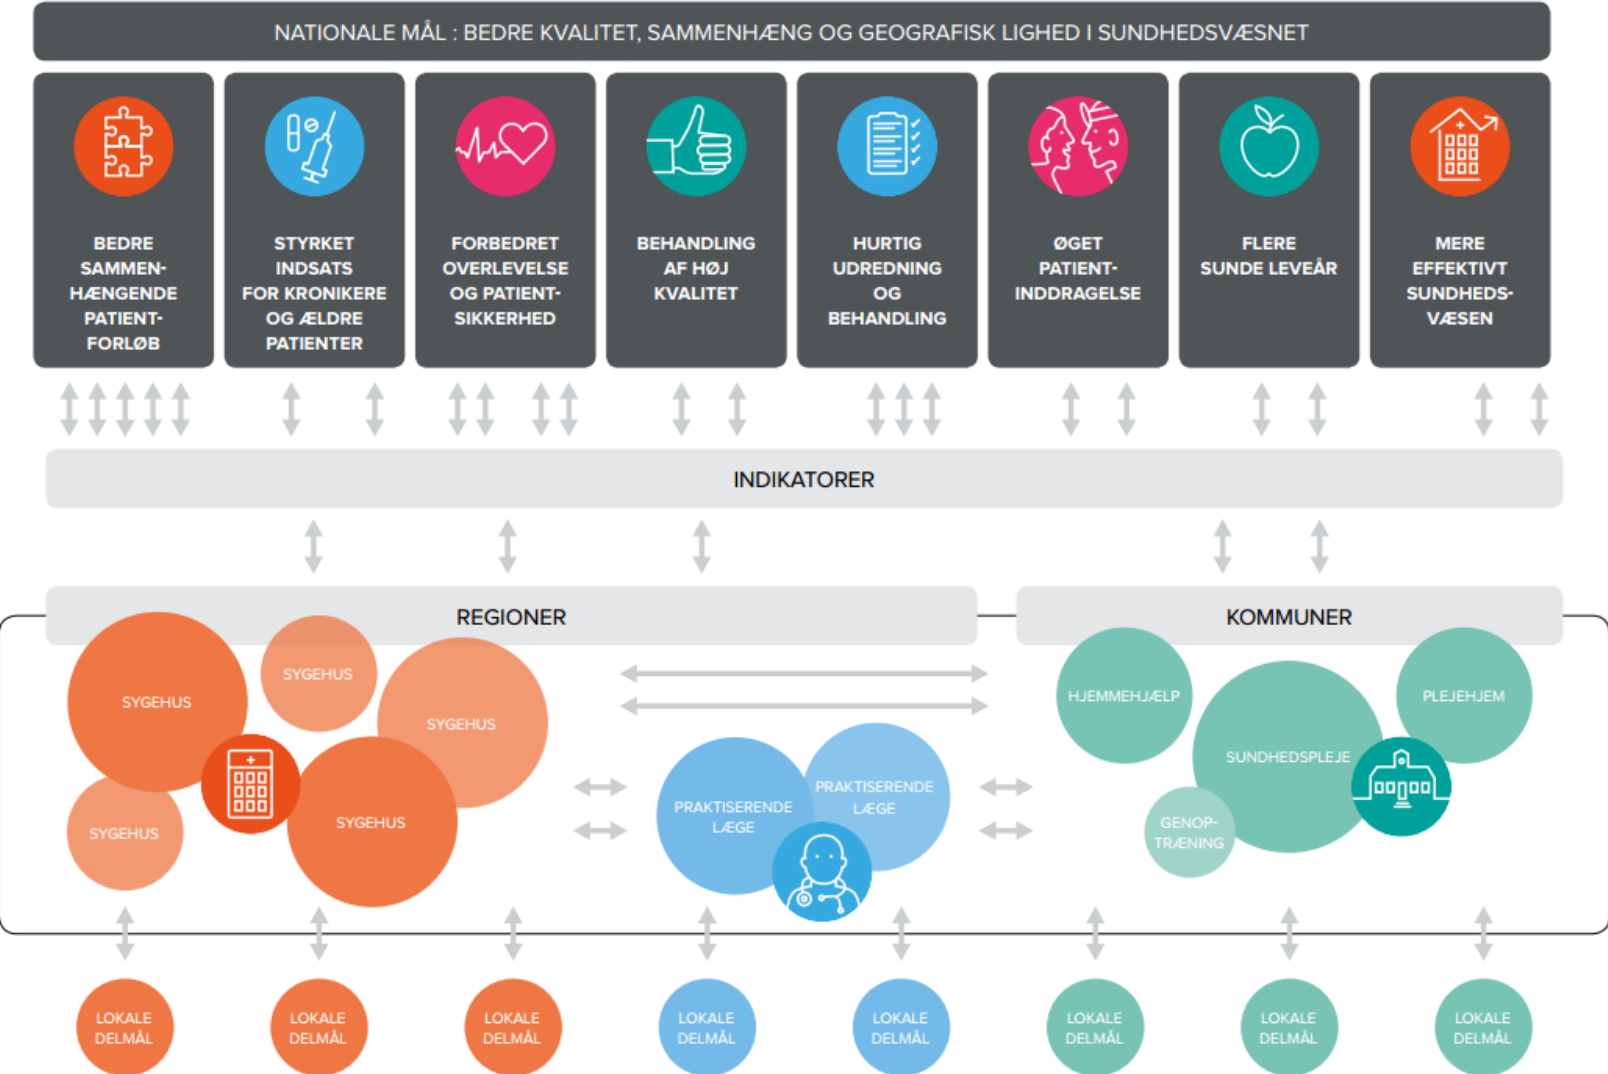 NATIONALE MÅL : BEDRE KVALITET, SAMMENHÆNG OG GEOGRAFISK LIGHED I SUNDHEDSVÆSNET
BEDRE
SAMMEN-
HÆNGENDE
PATIENT-
FORLØB
STYRKET
INDSATS
FOR KRONIKERE
OG ÆLDRE
PATIENTER
FORBEDRET
OVERLEVELSE
OG PATIENT-
SIKKERHED
BEHANDLING
AF HØJ
KVALITET
HURTIG
UDREDNING
OG
BEHANDLING
ØGET
PATIENT-
INDDRAGELSE
FLERE
SUNDE LEVEÅR
MERE
EFFEKTIVT
SUNDHEDS-
VÆSEN
INDIKATORER
REGIONER
SYGEHUS
SYGEHUS
SYGEHUS
SYGEHUS
SYGEHUS
PRAKTISERENDE
LÆGE
PRAKTISERENDE
LÆGE
KOMMUNER
HJEMMEHJÆLP
SUNDHEDSPLEJE
PLEJEHJEM
GENOP-
TRÆNING
LOKALE
DELMÅL
LOKALE
DELMÅL
LOKALE
DELMÅL
LOKALE
DELMÅL
LOKALE
DELMÅL
LOKALE
DELMÅL
LOKALE
DELMÅL
LOKALE
DELMÅL